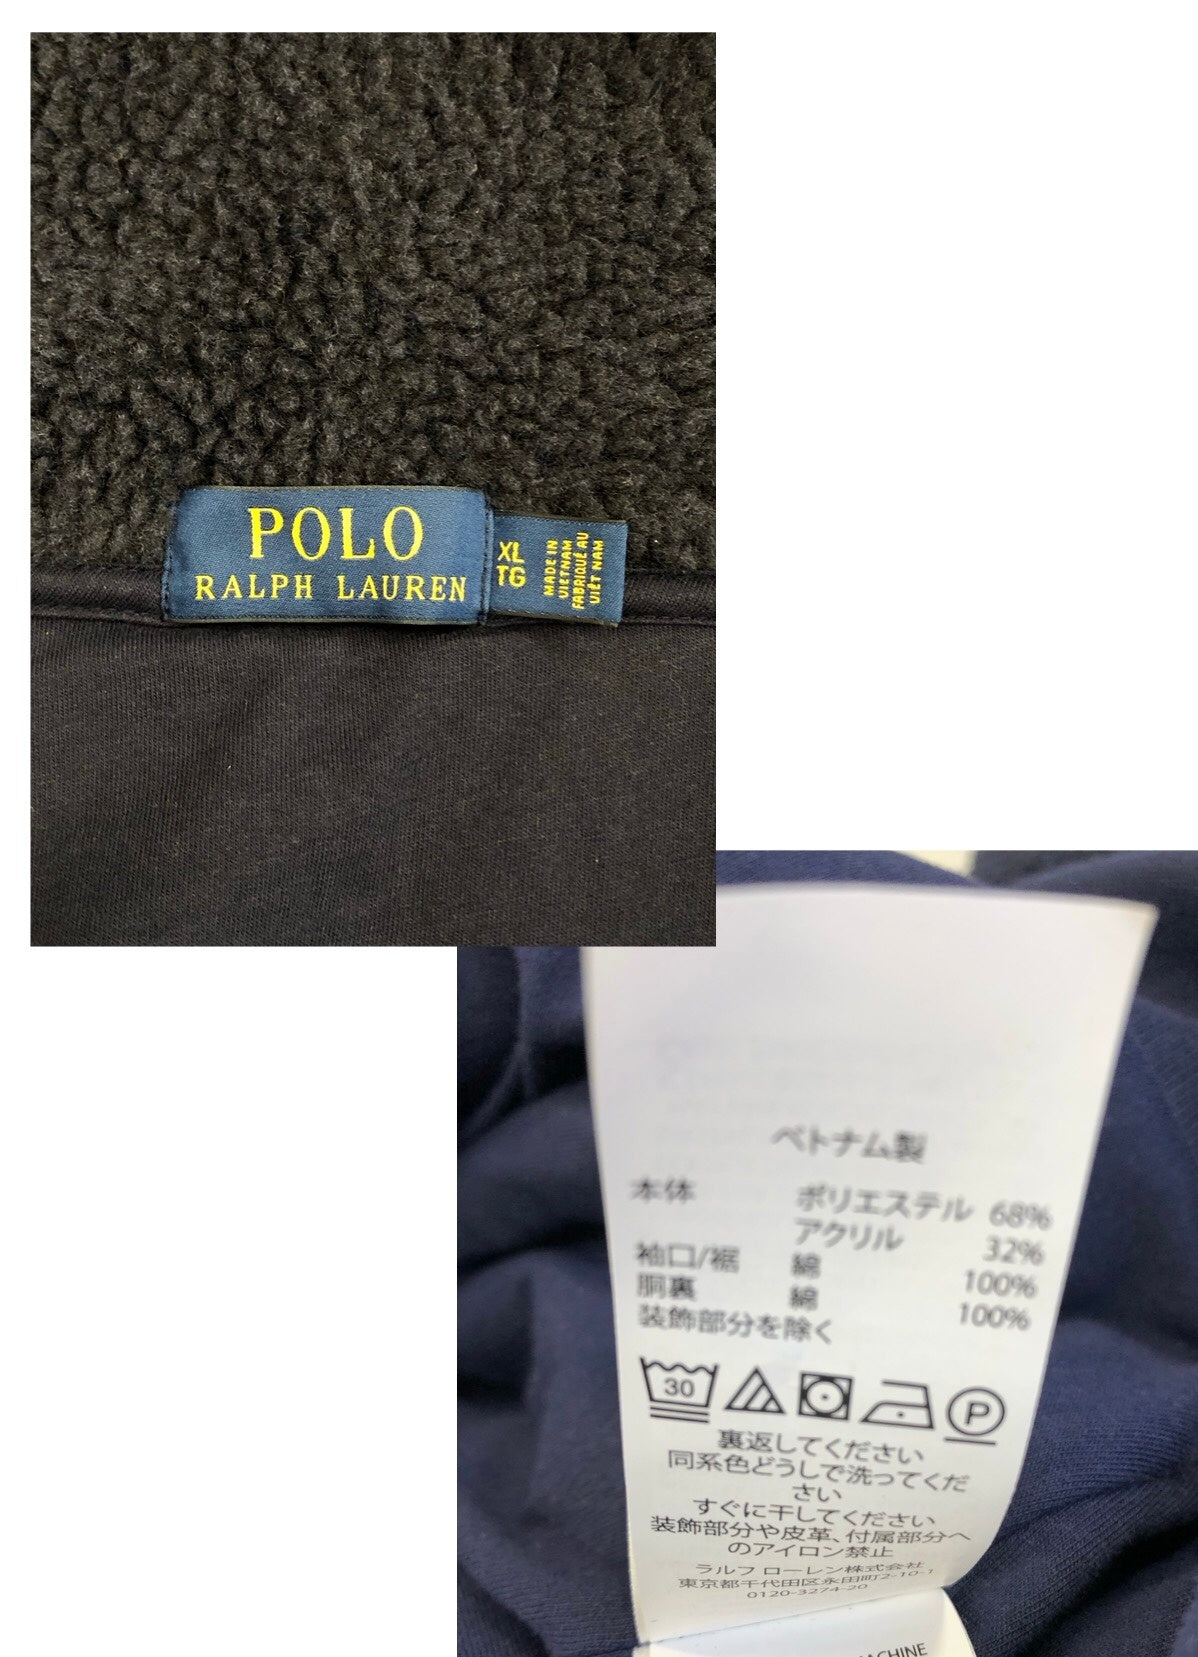 POLO
RALPH LAUREN
XL
TG
MADE IN
VIETNAM
FABRIQUÉ AU
VIÊT NAM
ベトナム製
本体 ポリエステル 68%
アクリル 32%
袖口/裾 綿 100%
胴裏 綿 100%
装飾部分を除く
30
P
裏返してください
同系色どうしで洗ってくだ
さい
すぐに干してください
装飾部分や皮革、付属部分へ
のアイロン禁止
ラルフ ローレン株式会社
東京都千代田区永田町2-10-1
0120-3274-20